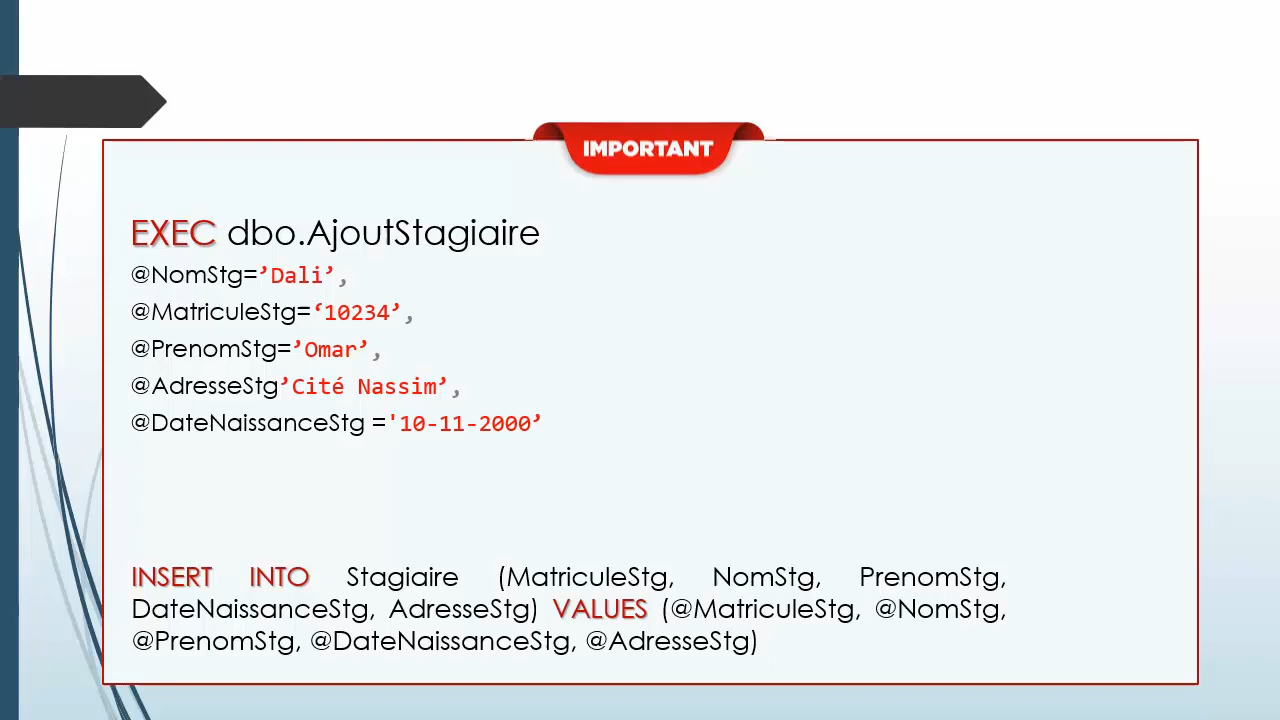 IMPORTANT
EXEC dbo.AjoutStagiaire
@NomStg=’Dali’,
@MatriculeStg=‘10234’,
@PrenomStg=’Omar’,
@AdresseStg’Cité Nassim’,
@DateNaissanceStg ='10-11-2000’
INSERT INTO Stagiaire (MatriculeStg, NomStg, PrenomStg,
DateNaissanceStg, AdresseStg) VALUES (@MatriculeStg, @NomStg,
@PrenomStg, @DateNaissanceStg, @AdresseStg)